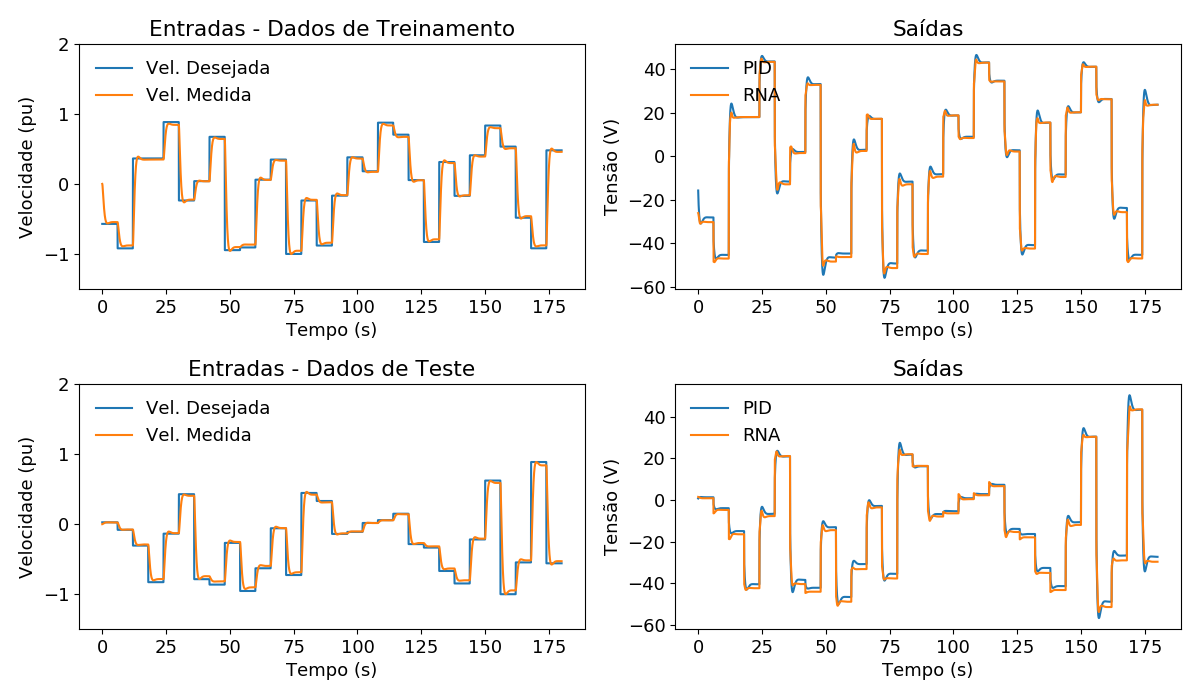 Entradas - Dados de Treinamento
2
1
0
−1
Velocidade (pu)
Vel. Desejada
Vel. Medida
0 25 50 75 100 125 150 175
Tempo (s)
Saídas
40
20
0
−20
−40
−60
Tensão (V)
PID
RNA
0 25 50 75 100 125 150 175
Tempo (s)
Entradas - Dados de Teste
2
1
0
−1
Velocidade (pu)
Vel. Desejada
Vel. Medida
0 25 50 75 100 125 150 175
Tempo (s)
Saídas
40
20
0
−20
−40
−60
Tensão (V)
PID
RNA
0 25 50 75 100 125 150 175
Tempo (s)